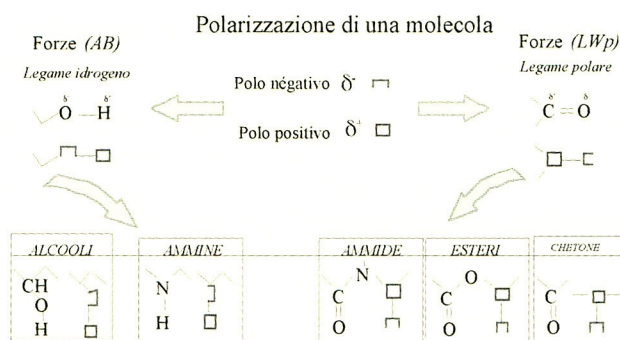 Polarizzazione di una molecola
Forze (AB)
Legame idrogeno
δ⁻ δ⁺
O — H
Polo négativo δ⁻
Polo positivo δ⁺
Forze (LWp)
Legame polare
δ⁺ δ⁻
C = O
ALCOOLI
CH
O
H
AMMINE
N
H
AMMIDE
N
C
O
ESTERI
O
C
O
CHETONE
C
O